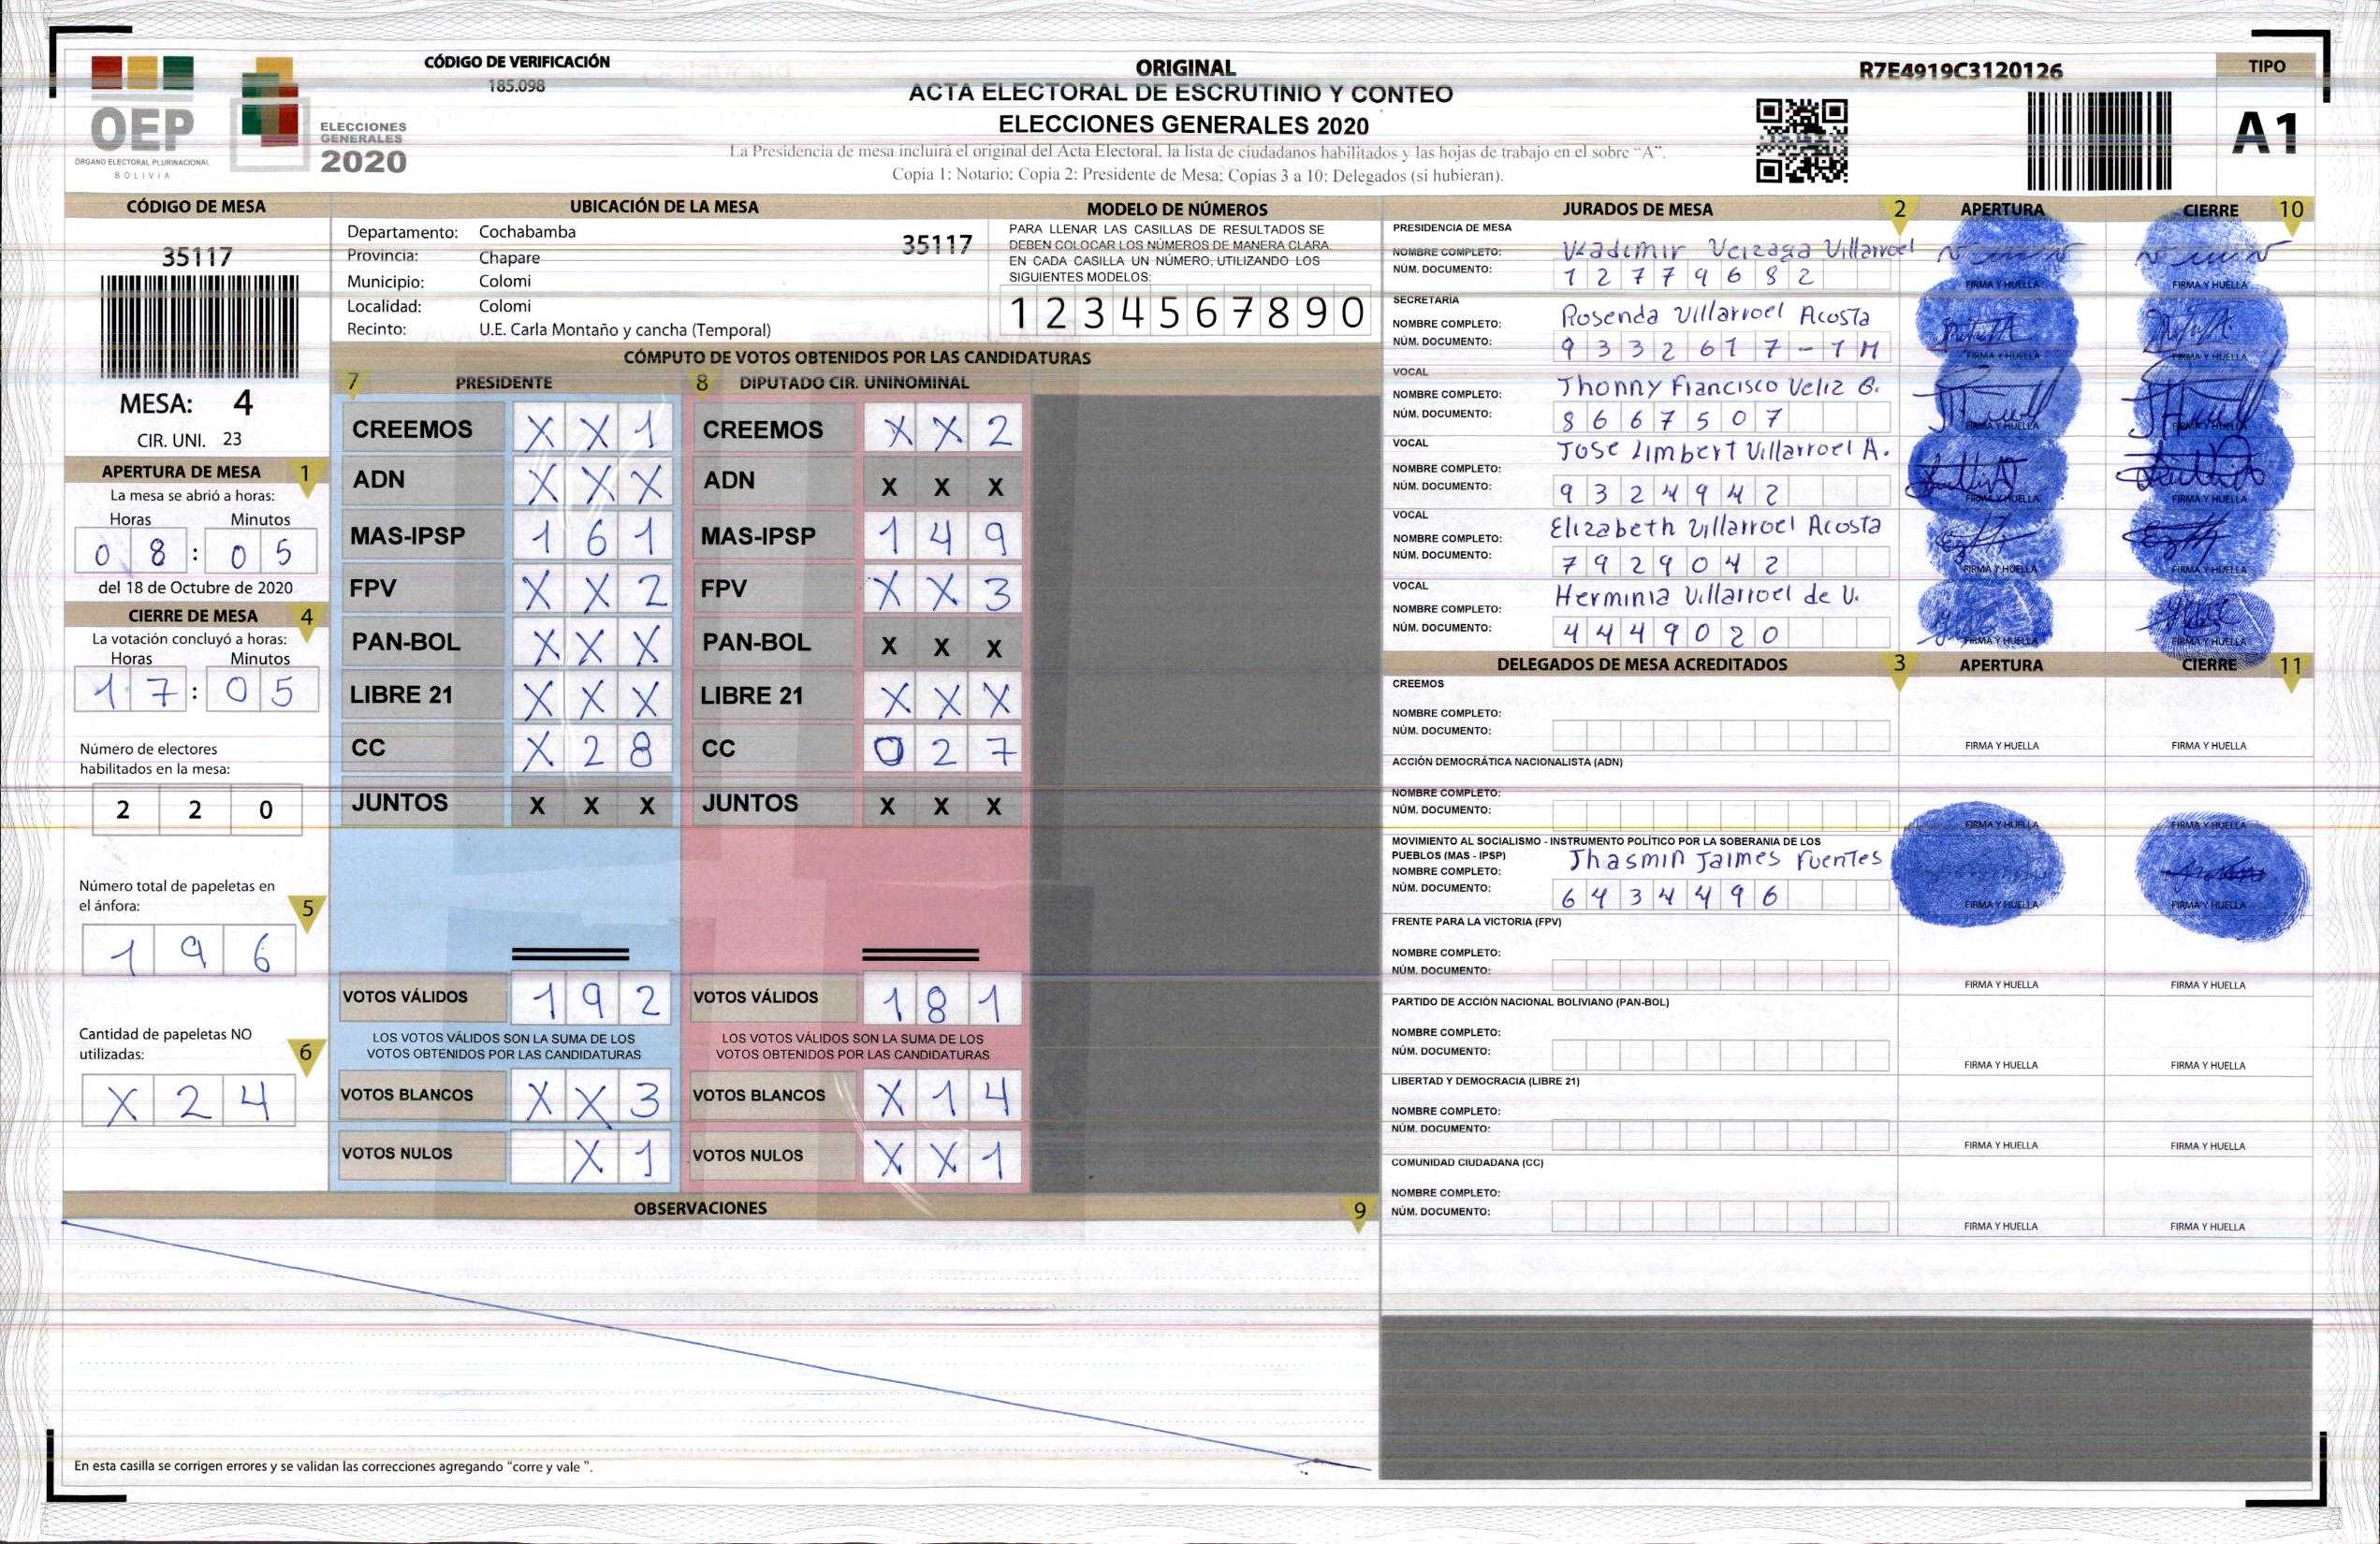 OEP
ÓRGANO ELECTORAL PLURINACIONAL
BOLIVIA
ELECCIONES
GENERALES
2020
CÓDIGO DE VERIFICACIÓN
185.098
ORIGINAL
ACTA ELECTORAL DE ESCRUTINIO Y CONTEO
ELECCIONES GENERALES 2020
La Presidencia de mesa incluirá el original del Acta Electoral, la lista de ciudadanos habilitados y las hojas de trabajo en el sobre “A”.
Copia 1: Notario; Copia 2: Presidente de Mesa; Copias 3 a 10: Delegados (si hubieran).
R7E4919C3120126
TIPO
A1
CÓDIGO DE MESA
35117
MESA: 4
CIR. UNI. 23
APERTURA DE MESA 1
La mesa se abrió a horas:
Horas Minutos
0 8 : 0 5
del 18 de Octubre de 2020
CIERRE DE MESA 4
La votación concluyó a horas:
Horas Minutos
1 7 : 0 5
Número de electores
habilitados en la mesa:
2 2 0
Número total de papeletas en
el ánfora: 5
1 9 6
Cantidad de papeletas NO
utilizadas: 6
X 2 4
UBICACIÓN DE LA MESA
Departamento: Cochabamba
35117
Provincia: Chapare
Municipio: Colomi
Localidad: Colomi
Recinto: U.E. Carla Montaño y cancha (Temporal)
MODELO DE NÚMEROS
PARA LLENAR LAS CASILLAS DE RESULTADOS SE
DEBEN COLOCAR LOS NÚMEROS DE MANERA CLARA.
EN CADA CASILLA UN NÚMERO, UTILIZANDO LOS
SIGUIENTES MODELOS:
1 2 3 4 5 6 7 8 9 0
CÓMPUTO DE VOTOS OBTENIDOS POR LAS CANDIDATURAS
7 PRESIDENTE 8 DIPUTADO CIR. UNINOMINAL
CREEMOS X X 1 CREEMOS X X 2
ADN X X X ADN X X X
MAS-IPSP 1 6 1 MAS-IPSP 1 4 9
FPV X X 2 FPV X X 3
PAN-BOL X X X PAN-BOL X X X
LIBRE 21 X X X LIBRE 21 X X X
CC X 2 8 CC 0 2 7
JUNTOS X X X JUNTOS X X X
VOTOS VÁLIDOS 1 9 2 VOTOS VÁLIDOS 1 8 1
LOS VOTOS VÁLIDOS SON LA SUMA DE LOS LOS VOTOS VÁLIDOS SON LA SUMA DE LOS
VOTOS OBTENIDOS POR LAS CANDIDATURAS VOTOS OBTENIDOS POR LAS CANDIDATURAS
VOTOS BLANCOS X X 3 VOTOS BLANCOS X 1 4
VOTOS NULOS X 1 VOTOS NULOS X X 1
OBSERVACIONES 9
En esta casilla se corrigen errores y se validan las correcciones agregando “corre y vale ”.
JURADOS DE MESA 2 APERTURA CIERRE 10
PRESIDENCIA DE MESA
NOMBRE COMPLETO: Vladimir Veizaga Villarroel
NÚM. DOCUMENTO: 1 2 7 7 9 6 8 2
FIRMA Y HUELLA FIRMA Y HUELLA
SECRETARÍA
NOMBRE COMPLETO: Rosenda Villarroel Acosta
NÚM. DOCUMENTO: 9 3 3 2 6 1 7 - 1 M
FIRMA Y HUELLA FIRMA Y HUELLA
VOCAL
NOMBRE COMPLETO: Jhonny Francisco Veliz G.
NÚM. DOCUMENTO: 8 6 6 7 5 0 7
FIRMA Y HUELLA FIRMA Y HUELLA
VOCAL
NOMBRE COMPLETO: Jose Limbert Villarroel A.
NÚM. DOCUMENTO: 9 3 2 4 9 4 2
FIRMA Y HUELLA FIRMA Y HUELLA
VOCAL
NOMBRE COMPLETO: Elizabeth Villarroel Acosta
NÚM. DOCUMENTO: 7 9 2 9 0 4 2
FIRMA Y HUELLA FIRMA Y HUELLA
VOCAL
NOMBRE COMPLETO: Herminia Villarroel de V.
NÚM. DOCUMENTO: 4 4 4 9 0 2 0
FIRMA Y HUELLA FIRMA Y HUELLA
DELEGADOS DE MESA ACREDITADOS 3 APERTURA CIERRE 11
CREEMOS
NOMBRE COMPLETO:
NÚM. DOCUMENTO:
FIRMA Y HUELLA FIRMA Y HUELLA
ACCIÓN DEMOCRÁTICA NACIONALISTA (ADN)
NOMBRE COMPLETO:
NÚM. DOCUMENTO:
FIRMA Y HUELLA FIRMA Y HUELLA
MOVIMIENTO AL SOCIALISMO - INSTRUMENTO POLÍTICO POR LA SOBERANIA DE LOS
PUEBLOS (MAS - IPSP)
NOMBRE COMPLETO: Jhasmin Jaimes Fuentes
NÚM. DOCUMENTO: 6 4 3 4 4 9 6
FIRMA Y HUELLA FIRMA Y HUELLA
FRENTE PARA LA VICTORIA (FPV)
NOMBRE COMPLETO:
NÚM. DOCUMENTO:
FIRMA Y HUELLA FIRMA Y HUELLA
PARTIDO DE ACCIÓN NACIONAL BOLIVIANO (PAN-BOL)
NOMBRE COMPLETO:
NÚM. DOCUMENTO:
FIRMA Y HUELLA FIRMA Y HUELLA
LIBERTAD Y DEMOCRACIA (LIBRE 21)
NOMBRE COMPLETO:
NÚM. DOCUMENTO:
FIRMA Y HUELLA FIRMA Y HUELLA
COMUNIDAD CIUDADANA (CC)
NOMBRE COMPLETO:
NÚM. DOCUMENTO:
FIRMA Y HUELLA FIRMA Y HUELLA